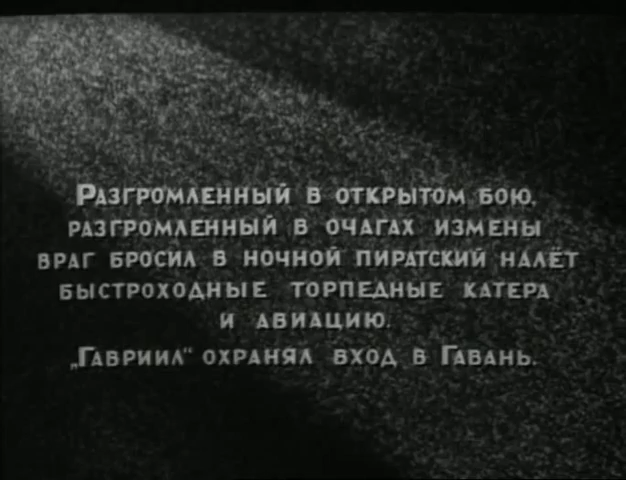 Разгромленный в открытом бою,
разгромленный в очагах измены
враг бросил в ночной пиратский налёт
быстроходные торпедные катера
и авиацию.
„Гавриил“ охранял вход в Гавань.